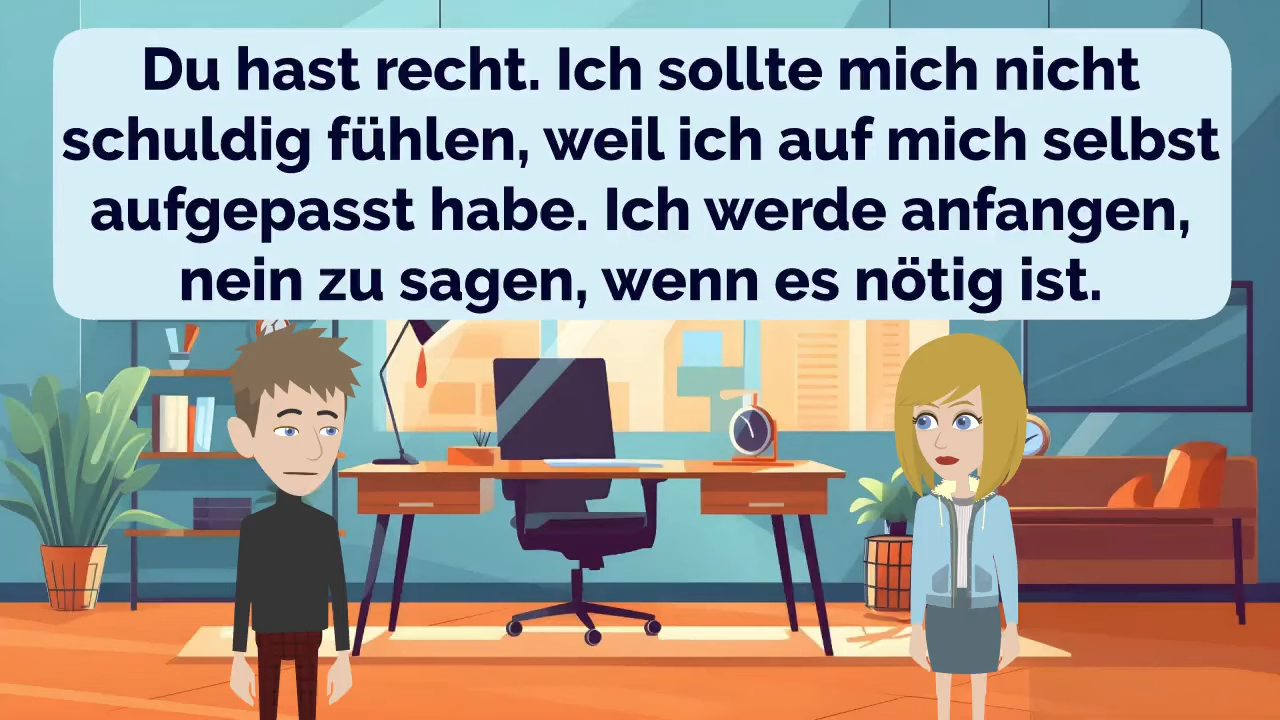 Du hast recht. Ich sollte mich nicht
schuldig fühlen, weil ich auf mich selbst
aufgepasst habe. Ich werde anfangen,
nein zu sagen, wenn es nötig ist.